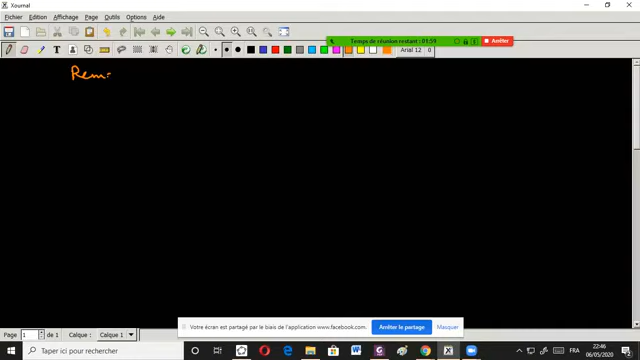 Xournal
Fichier Edition Affichage Page Outils Options Aide
Temps de réunion restant : 01:59 Arrêter
Arial 12 0
Rem
Votre écran est partagé par le biais de l'application www.facebook.com. Arrêter le partage Masquer
Page 1 de 1 Calque : Calque 1
Taper ici pour rechercher
FRA
22:46
06/05/2020